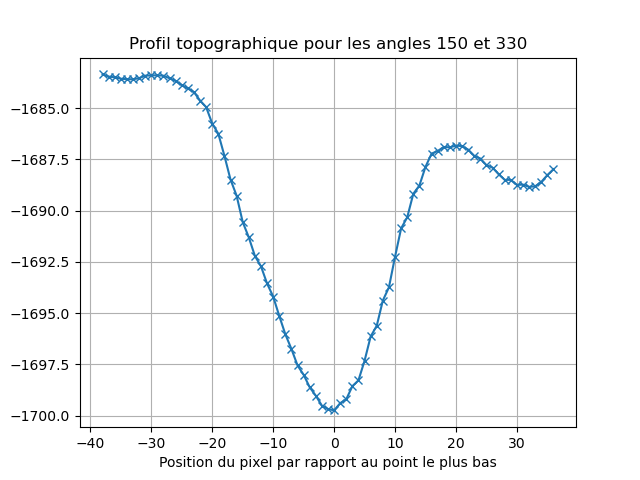 Profil topographique pour les angles 150 et 330
−1685.0
−1687.5
−1690.0
−1692.5
−1695.0
−1697.5
−1700.0
−40 −30 −20 −10 0 10 20 30
Position du pixel par rapport au point le plus bas